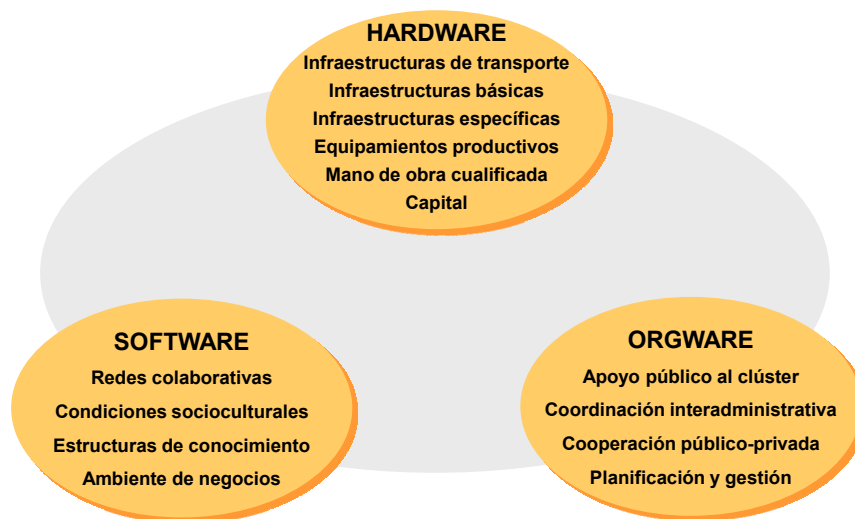 HARDWARE
Infraestructuras de transporte
Infraestructuras básicas
Infraestructuras específicas
Equipamientos productivos
Mano de obra cualificada
Capital
SOFTWARE
Redes colaborativas
Condiciones socioculturales
Estructuras de conocimiento
Ambiente de negocios
ORGWARE
Apoyo público al clúster
Coordinación interadministrativa
Cooperación público-privada
Planificación y gestión